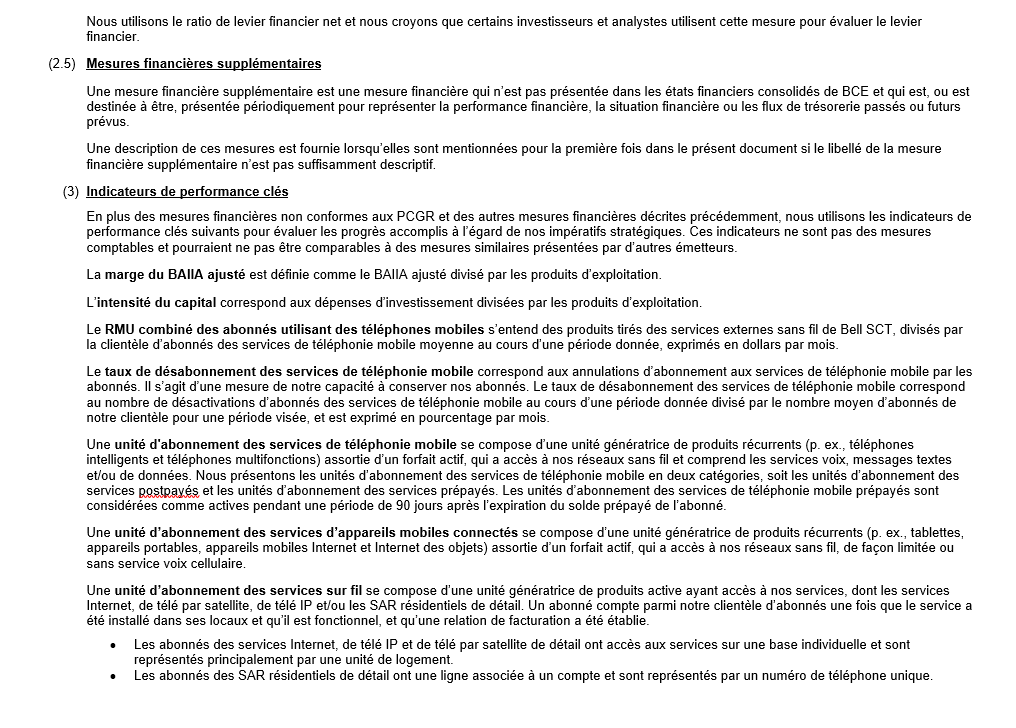 Nous utilisons le ratio de levier financier net et nous croyons que certains investisseurs et analystes utilisent cette mesure pour évaluer le levier
financier.
(2.5) Mesures financières supplémentaires
Une mesure financière supplémentaire est une mesure financière qui n’est pas présentée dans les états financiers consolidés de BCE et qui est, ou est
destinée à être, présentée périodiquement pour représenter la performance financière, la situation financière ou les flux de trésorerie passés ou futurs
prévus.
Une description de ces mesures est fournie lorsqu’elles sont mentionnées pour la première fois dans le présent document si le libellé de la mesure
financière supplémentaire n’est pas suffisamment descriptif.
(3) Indicateurs de performance clés
En plus des mesures financières non conformes aux PCGR et des autres mesures financières décrites précédemment, nous utilisons les indicateurs de
performance clés suivants pour évaluer les progrès accomplis à l’égard de nos impératifs stratégiques. Ces indicateurs ne sont pas des mesures
comptables et pourraient ne pas être comparables à des mesures similaires présentées par d’autres émetteurs.
La marge du BAIIA ajusté est définie comme le BAIIA ajusté divisé par les produits d’exploitation.
L’intensité du capital correspond aux dépenses d’investissement divisées par les produits d’exploitation.
Le RMU combiné des abonnés utilisant des téléphones mobiles s’entend des produits tirés des services externes sans fil de Bell SCT, divisés par
la clientèle d’abonnés des services de téléphonie mobile moyenne au cours d’une période donnée, exprimés en dollars par mois.
Le taux de désabonnement des services de téléphonie mobile correspond aux annulations d’abonnement aux services de téléphonie mobile par les
abonnés. Il s’agit d’une mesure de notre capacité à conserver nos abonnés. Le taux de désabonnement des services de téléphonie mobile correspond
au nombre de désactivations d’abonnés des services de téléphonie mobile au cours d’une période donnée divisé par le nombre moyen d’abonnés de
notre clientèle pour une période visée, et est exprimé en pourcentage par mois.
Une unité d'abonnement des services de téléphonie mobile se compose d’une unité génératrice de produits récurrents (p. ex., téléphones
intelligents et téléphones multifonctions) assortie d’un forfait actif, qui a accès à nos réseaux sans fil et comprend les services voix, messages textes
et/ou de données. Nous présentons les unités d’abonnement des services de téléphonie mobile en deux catégories, soit les unités d’abonnement des
services postpayés et les unités d’abonnement des services prépayés. Les unités d’abonnement des services de téléphonie mobile prépayés sont
considérées comme actives pendant une période de 90 jours après l’expiration du solde prépayé de l’abonné.
Une unité d’abonnement des services d’appareils mobiles connectés se compose d’une unité génératrice de produits récurrents (p. ex., tablettes,
appareils portables, appareils mobiles Internet et Internet des objets) assortie d’un forfait actif, qui a accès à nos réseaux sans fil, de façon limitée ou
sans service voix cellulaire.
Une unité d’abonnement des services sur fil se compose d’une unité génératrice de produits active ayant accès à nos services, dont les services
Internet, de télé par satellite, de télé IP et/ou les SAR résidentiels de détail. Un abonné compte parmi notre clientèle d’abonnés une fois que le service a
été installé dans ses locaux et qu’il est fonctionnel, et qu’une relation de facturation a été établie.
• Les abonnés des services Internet, de télé IP et de télé par satellite de détail ont accès aux services sur une base individuelle et sont
représentés principalement par une unité de logement.
• Les abonnés des SAR résidentiels de détail ont une ligne associée à un compte et sont représentés par un numéro de téléphone unique.